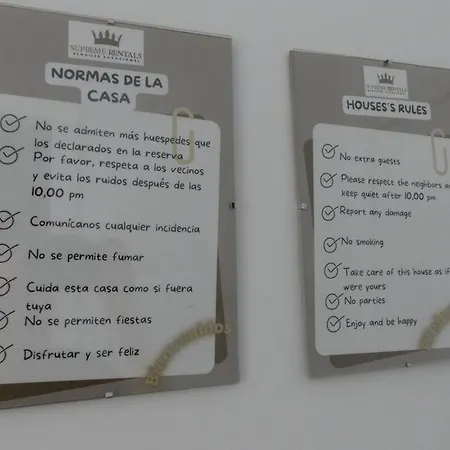 SUPREME RENTALS
NORMAS DE LA
CASA
No se admiten más huespedes que
los declarados en la reserva
Por favor, respeta a los vecinos
y evita los ruidos después de las
10,00 pm
Comunícanos cualquier incidencia
No se permite fumar
Cuida esta casa como si fuera
tuya
No se permiten fiestas
Disfrutar y ser feliz
Bienvenidos
SUPREME RENTALS
HOUSES'S RULES
No extra guests
Please respect the neighbors an
keep quiet after 10,00 pm
Report any damage
No smoking
Take care of this house as if
were yours
No parties
Enjoy and be happy